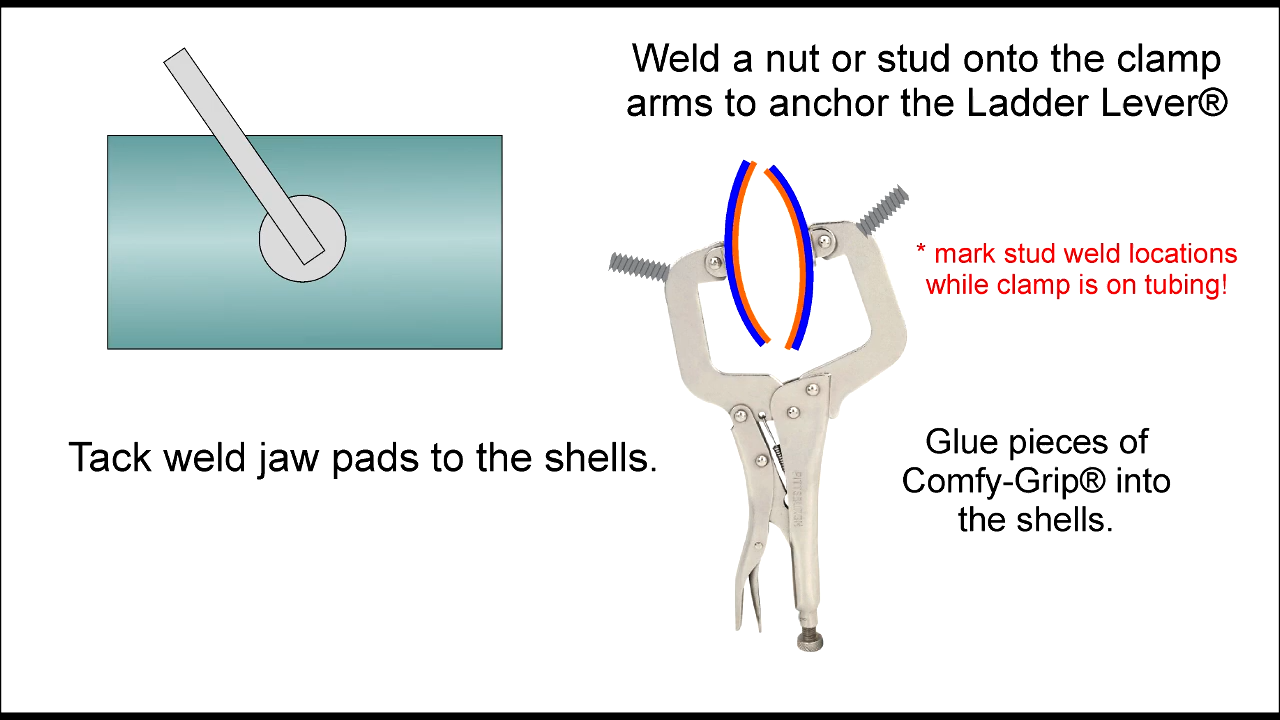 Weld a nut or stud onto the clamp
arms to anchor the Ladder Lever®
* mark stud weld locations
while clamp is on tubing!
Tack weld jaw pads to the shells.
Glue pieces of
Comfy-Grip® into
the shells.
PITTSBURGH